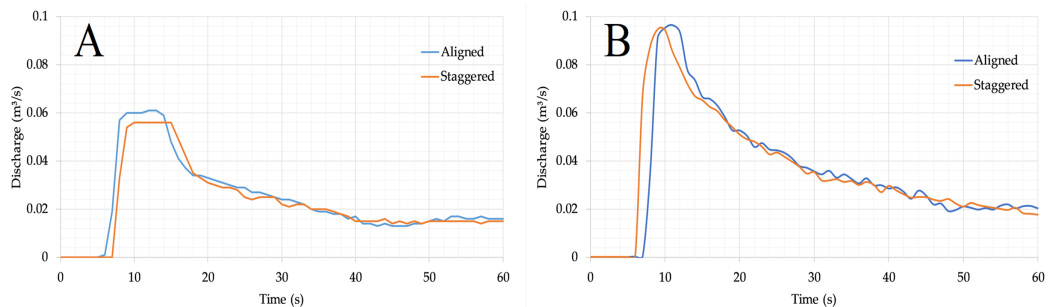 A
0.1
0.08
0.06
0.04
0.02
0
Discharge (m³/s)
Aligned
Staggered
0 10 20 30 40 50 60
Time (s)
B
0.1
0.08
0.06
0.04
0.02
0
Discharge (m³/s)
Aligned
Staggered
0 10 20 30 40 50 60
Time (s)